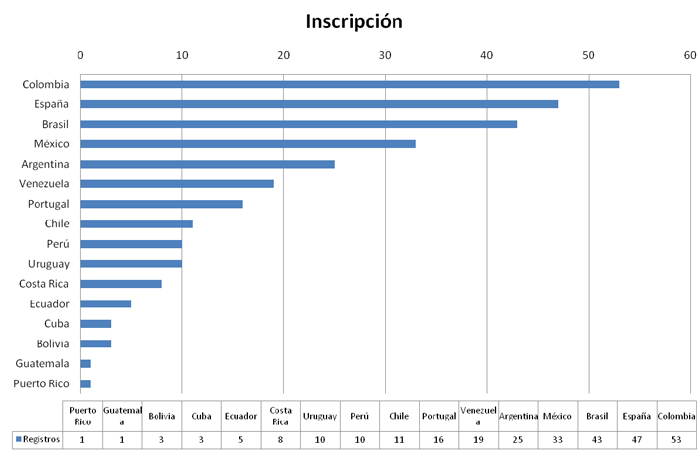 Inscripción
0 10 20 30 40 50 60
Colombia
España
Brasil
México
Argentina
Venezuela
Portugal
Chile
Perú
Uruguay
Costa Rica
Ecuador
Cuba
Bolivia
Guatemala
Puerto Rico
Puerto Rico Guatemala Bolivia Cuba Ecuador Costa Rica Uruguay Perú Chile Portugal Venezuela Argentina México Brasil España Colombia
Registros 1 1 3 3 5 8 10 10 11 16 19 25 33 43 47 53